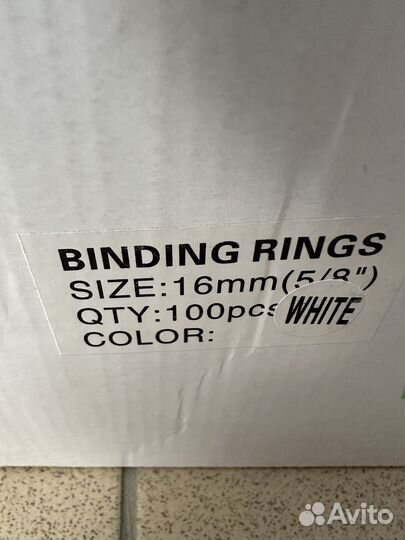 BINDING RINGS
SIZE:16mm(5/8")
QTY:100pcs
WHITE
COLOR:
Avito